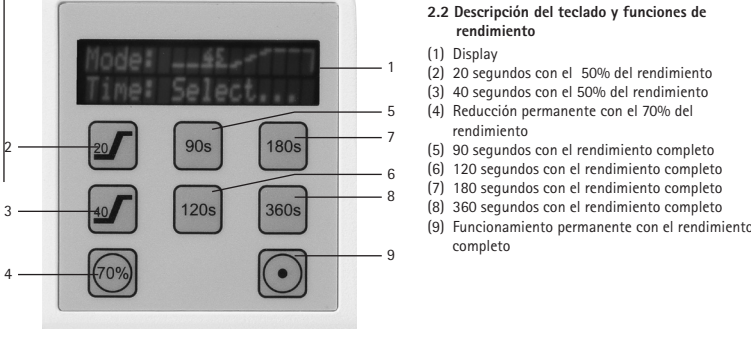 Mode:
Time: Select...
1
5
2
20
90s
180s
7
6
3
40
120s
360s
8
9
4
70%
2.2 Descripción del teclado y funciones de
rendimiento
(1) Display
(2) 20 segundos con el 50% del rendimiento
(3) 40 segundos con el 50% del rendimiento
(4) Reducción permanente con el 70% del
rendimiento
(5) 90 segundos con el rendimiento completo
(6) 120 segundos con el rendimiento completo
(7) 180 segundos con el rendimiento completo
(8) 360 segundos con el rendimiento completo
(9) Funcionamiento permanente con el rendimiento
completo